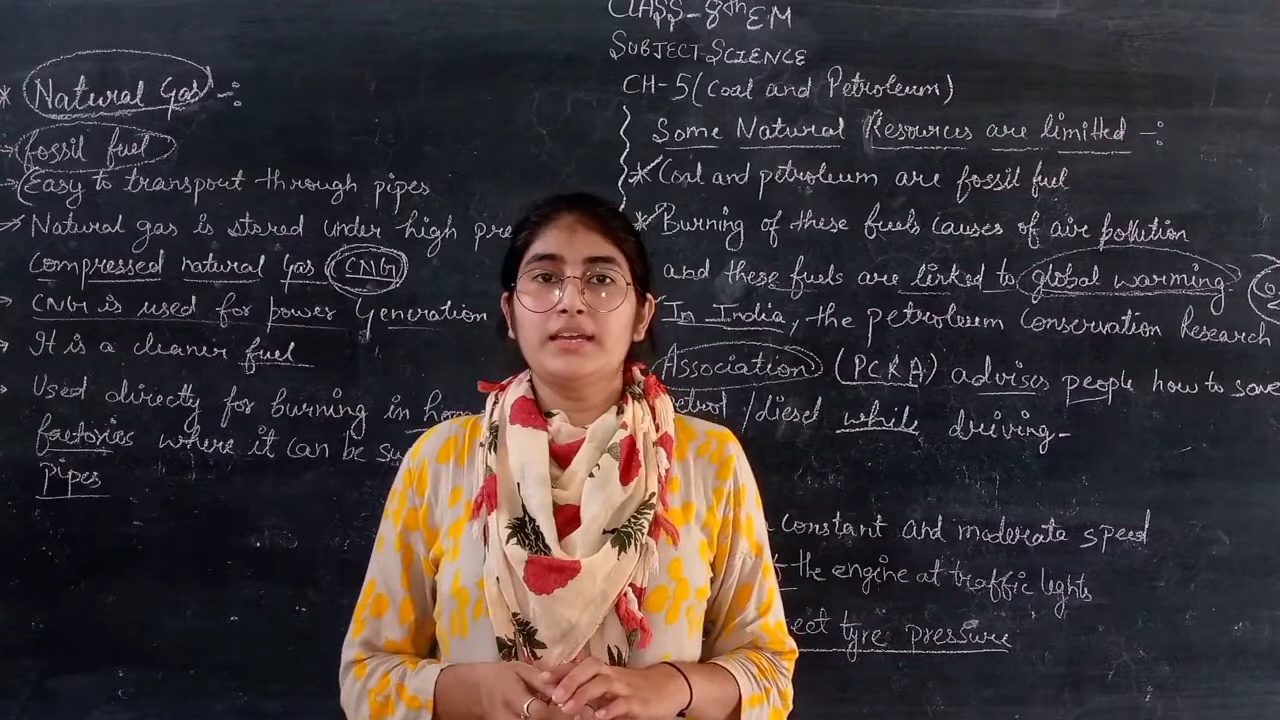 * Natural Gas -:
→ fossil fuel
→ Easy to transport through pipes
→ Natural gas is stored under high
compressed natural Gas (CNG)
CNG is used for power Generation
It is a cleaner fuel
Used directly for burning in
factories where it can be
pipes
CLASS-8th EM
SUBJECT-SCIENCE
CH-5 (Coal and Petroleum)
Some Natural Resources are limitted -:
* Coal and petroleum are fossil fuel
* Burning of these fuels causes of air pollution
and these fuels are linked to global warming
In India, the petroleum Conservation Research
Association (PCRA) advises people how to save
/diesel while driving-
constant and moderate speed
the engine at traffic lights
tyre pressure